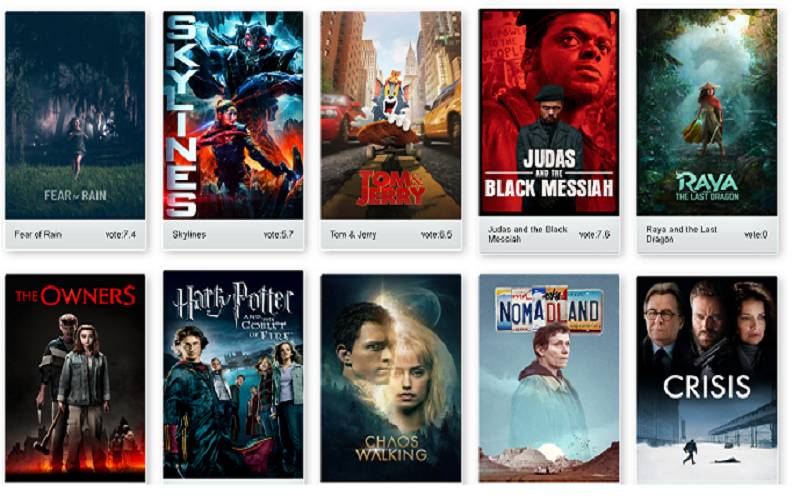 FEAR OF RAIN
SKYLINES
TOM&
JERRY
JUDAS
AND THE
BLACK MESSIAH
RAYA
AND
THE LAST DRAGON
Fear of Rain vote:7.4
Skylines vote:5.7
Tom & Jerry vote:6.5
Judas and the Black
Messiah vote:7.6
Raya and the Last
Dragon vote:0
THE OWNERS
Harry Potter
AND THE
GOBLET
OF FIRE
CHAOS
WALKING
NOMADLAND
CRISIS